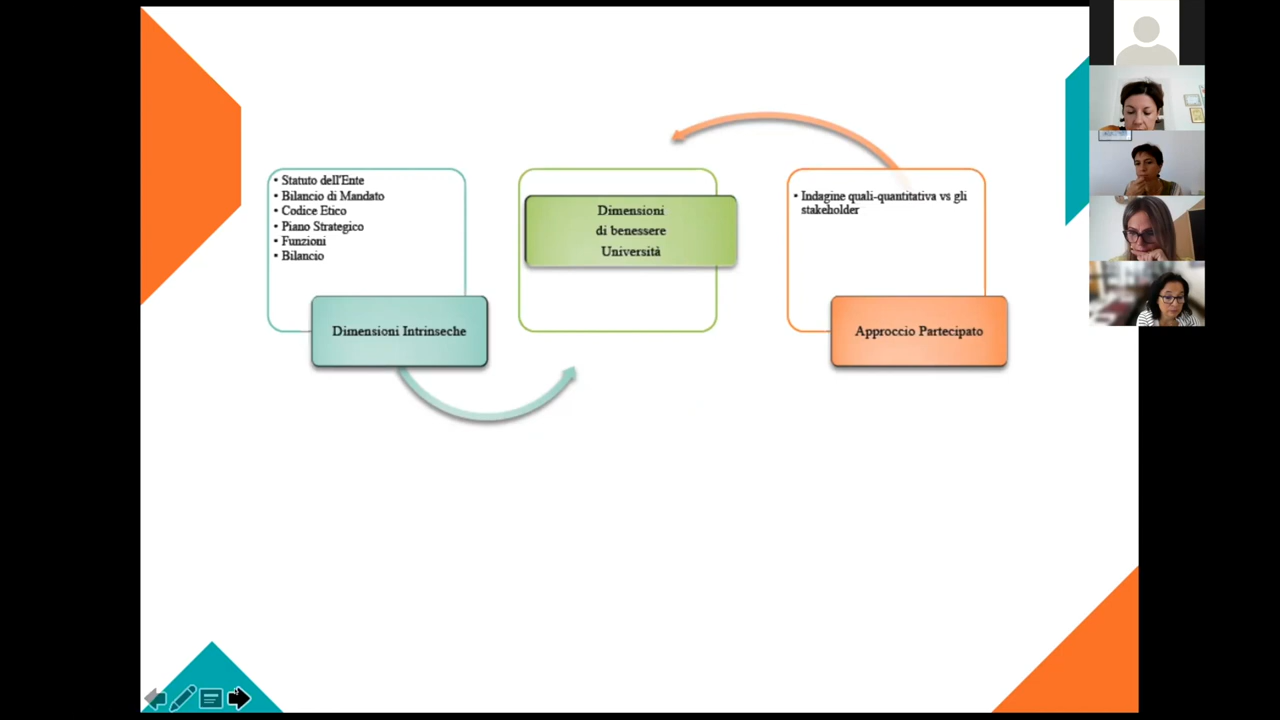 • Statuto dell'Ente
• Bilancio di Mandato
• Codice Etico
• Piano Strategico
• Funzioni
• Bilancio
Dimensioni Intrinseche
Dimensioni
di benessere
Università
• Indagine quali-quantitativa vs gli
stakeholder
Approccio Partecipato